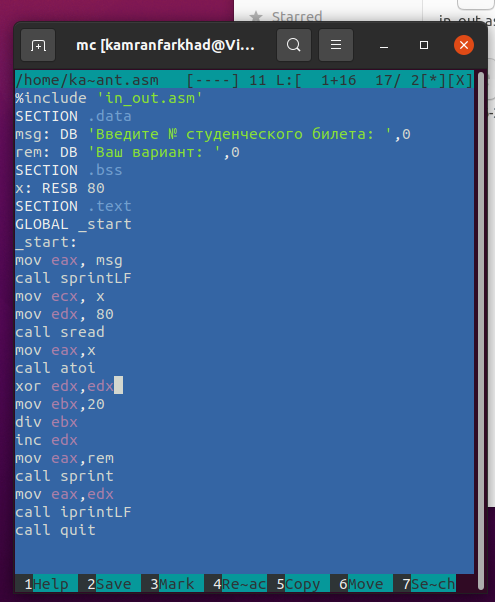 Starred
in_out.as
mc [kamranfarkhad@Vi...
/home/ka~ant.asm [----] 11 L:[ 1+16 17/ 2[*][X]
%include 'in_out.asm'
SECTION .data
msg: DB 'Введите № студенческого билета: ',0
rem: DB 'Ваш вариант: ',0
SECTION .bss
x: RESB 80
SECTION .text
GLOBAL _start
_start:
mov eax, msg
call sprintLF
mov ecx, x
mov edx, 80
call sread
mov eax,x
call atoi
xor edx,edx
mov ebx,20
div ebx
inc edx
mov eax,rem
call sprint
mov eax,edx
call iprintLF
call quit
1Help 2Save 3Mark 4Re~ac 5Copy 6Move 7Se~ch